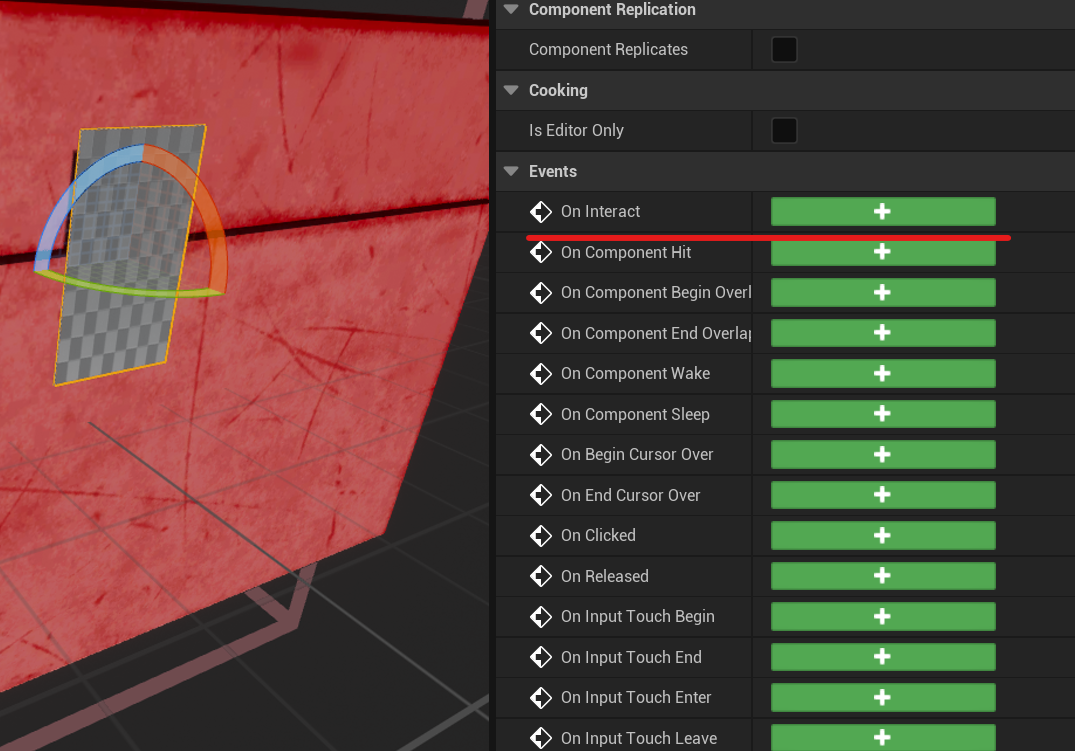 Component Replication
Component Replicates
Cooking
Is Editor Only
Events
On Interact
On Component Hit
On Component Begin Overl
On Component End Overlap
On Component Wake
On Component Sleep
On Begin Cursor Over
On End Cursor Over
On Clicked
On Released
On Input Touch Begin
On Input Touch End
On Input Touch Enter
On Input Touch Leave